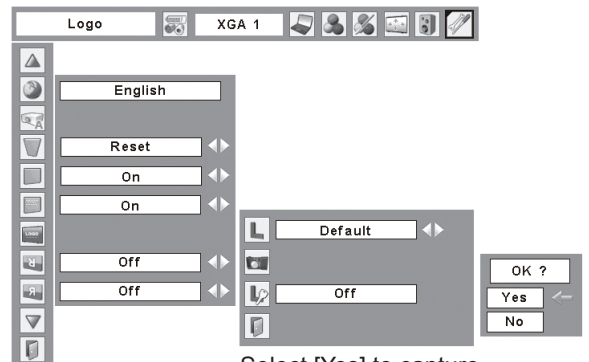 Logo
XGA 1
English
Reset
On
On
Default
Off
Off
Off
OK ?
Yes
No
Select [Yes] to capture